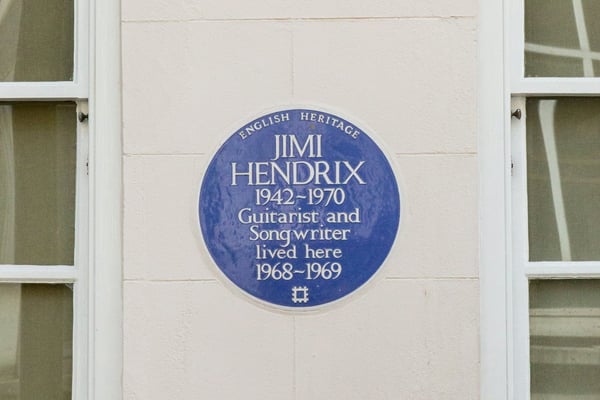 ENGLISH HERITAGE
JIMI
HENDRIX
1942~1970
Guitarist and
Songwriter
lived here
1968~1969